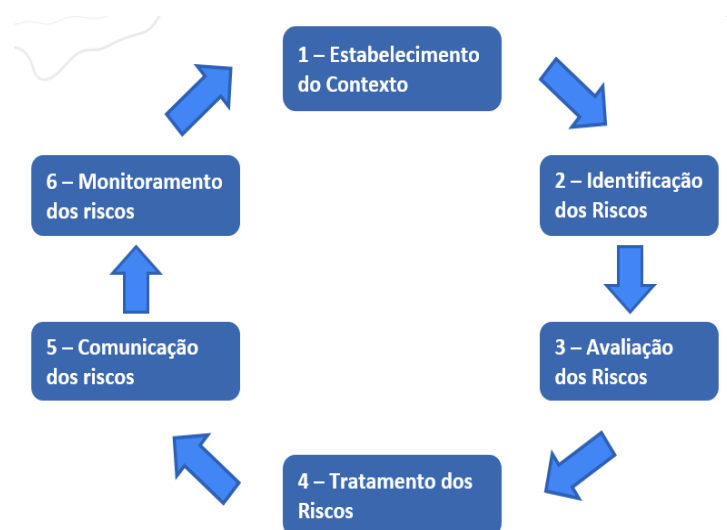 1 – Estabelecimento
do Contexto
2 – Identificação
dos Riscos
3 – Avaliação
dos Riscos
4 – Tratamento dos
Riscos
5 – Comunicação
dos riscos
6 – Monitoramento
dos riscos